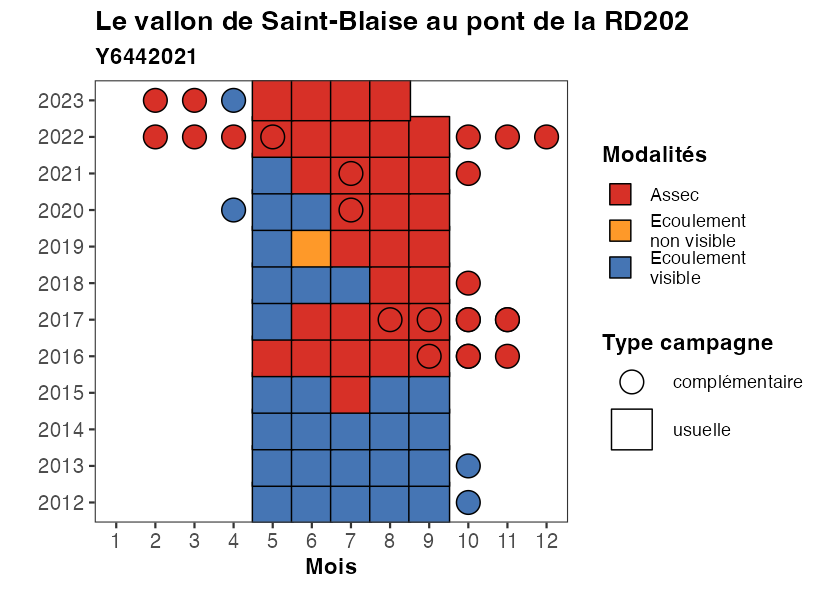 Le vallon de Saint-Blaise au pont de la RD202
Y6442021
2023
2022
2021
2020
2019
2018
2017
2016
2015
2014
2013
2012
1 2 3 4 5 6 7 8 9 10 11 12
Mois
Modalités
Assec
Ecoulement
non visible
Ecoulement
visible
Type campagne
complémentaire
usuelle